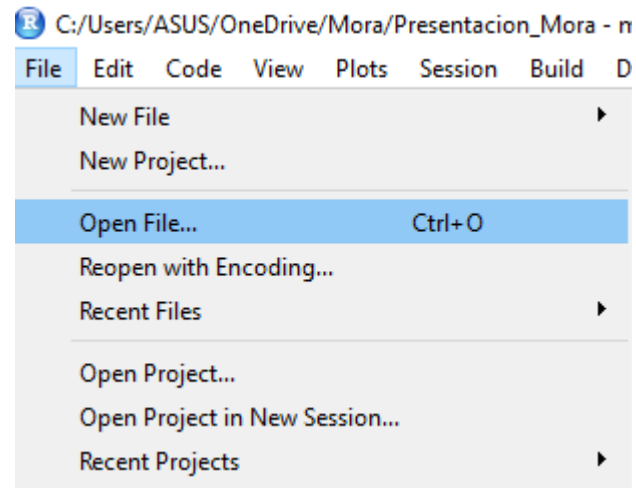 R C:/Users/ASUS/OneDrive/Mora/Presentacion_Mora - m
File Edit Code View Plots Session Build D
New File
New Project...
Open File... Ctrl+O
Reopen with Encoding...
Recent Files
Open Project...
Open Project in New Session...
Recent Projects